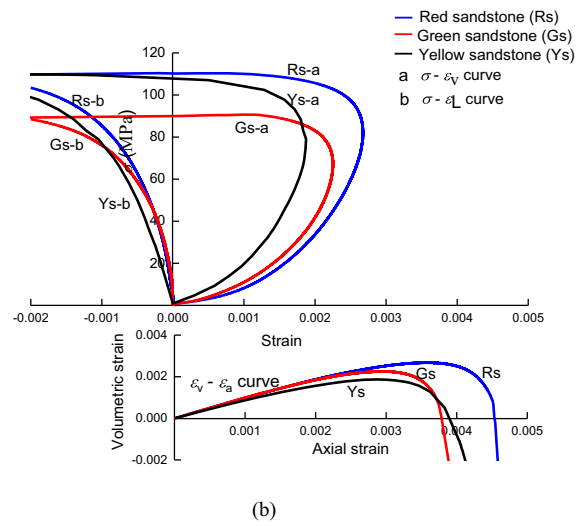 Red sandstone (Rs)
Green sandstone (Gs)
Yellow sandstone (Ys)
a σ - εv curve
b σ - εL curve
120
100
80
60
40
20
(MPa)
Rs-a
Ys-a
Gs-a
Rs-b
Gs-b
Ys-b
-0.002 -0.001 0.000 0.001 0.002 0.003 0.004 0.005
Strain
Volumetric strain
0.004
0.002
0.000
-0.002
εv - εa curve
Gs
Rs
Ys
0.001 0.002 0.003 0.004 0.005
Axial strain
(b)